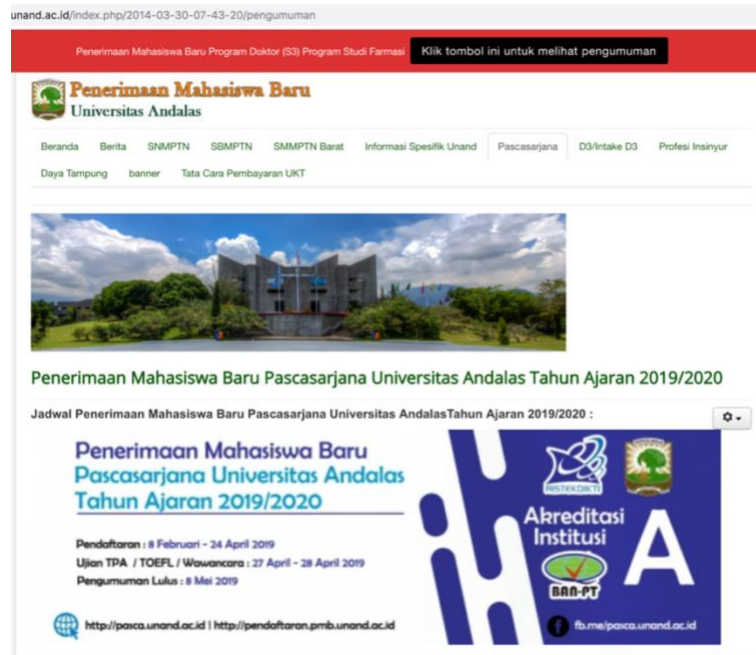 unand.ac.id/index.php/2014-03-30-07-43-20/pengumuman
Penerimaan Mahasiswa Baru Program Doktor (S3) Program Studi Farmasi Klik tombol ini untuk melihat pengumuman
Penerimaan Mahasiswa Baru
Universitas Andalas
Beranda Berita SNMPTN SBMPTN SMMPTN Barat Informasi Spesifik Unand Pascasarjana D3/Intake D3 Profesi Insinyur
Daya Tampung banner Tata Cara Pembayaran UKT
Penerimaan Mahasiswa Baru Pascasarjana Universitas Andalas Tahun Ajaran 2019/2020
Jadwal Penerimaan Mahasiswa Baru Pascasarjana Universitas AndalasTahun Ajaran 2019/2020 :
Penerimaan Mahasiswa Baru
Pascasarjana Universitas Andalas
Tahun Ajaran 2019/2020
Pendaftaran : 8 Februari - 24 April 2019
Ujian TPA / TOEFL / Wawancara : 27 April - 28 April 2019
Pengumuman Lulus : 8 Mei 2019
http://pasca.unand.ac.id | http://pendaftaran.pmb.unand.ac.id
RISTEKDIKTI
Akreditasi
Institusi
A
BAN-PT
fb.me/pasca.unand.ac.id